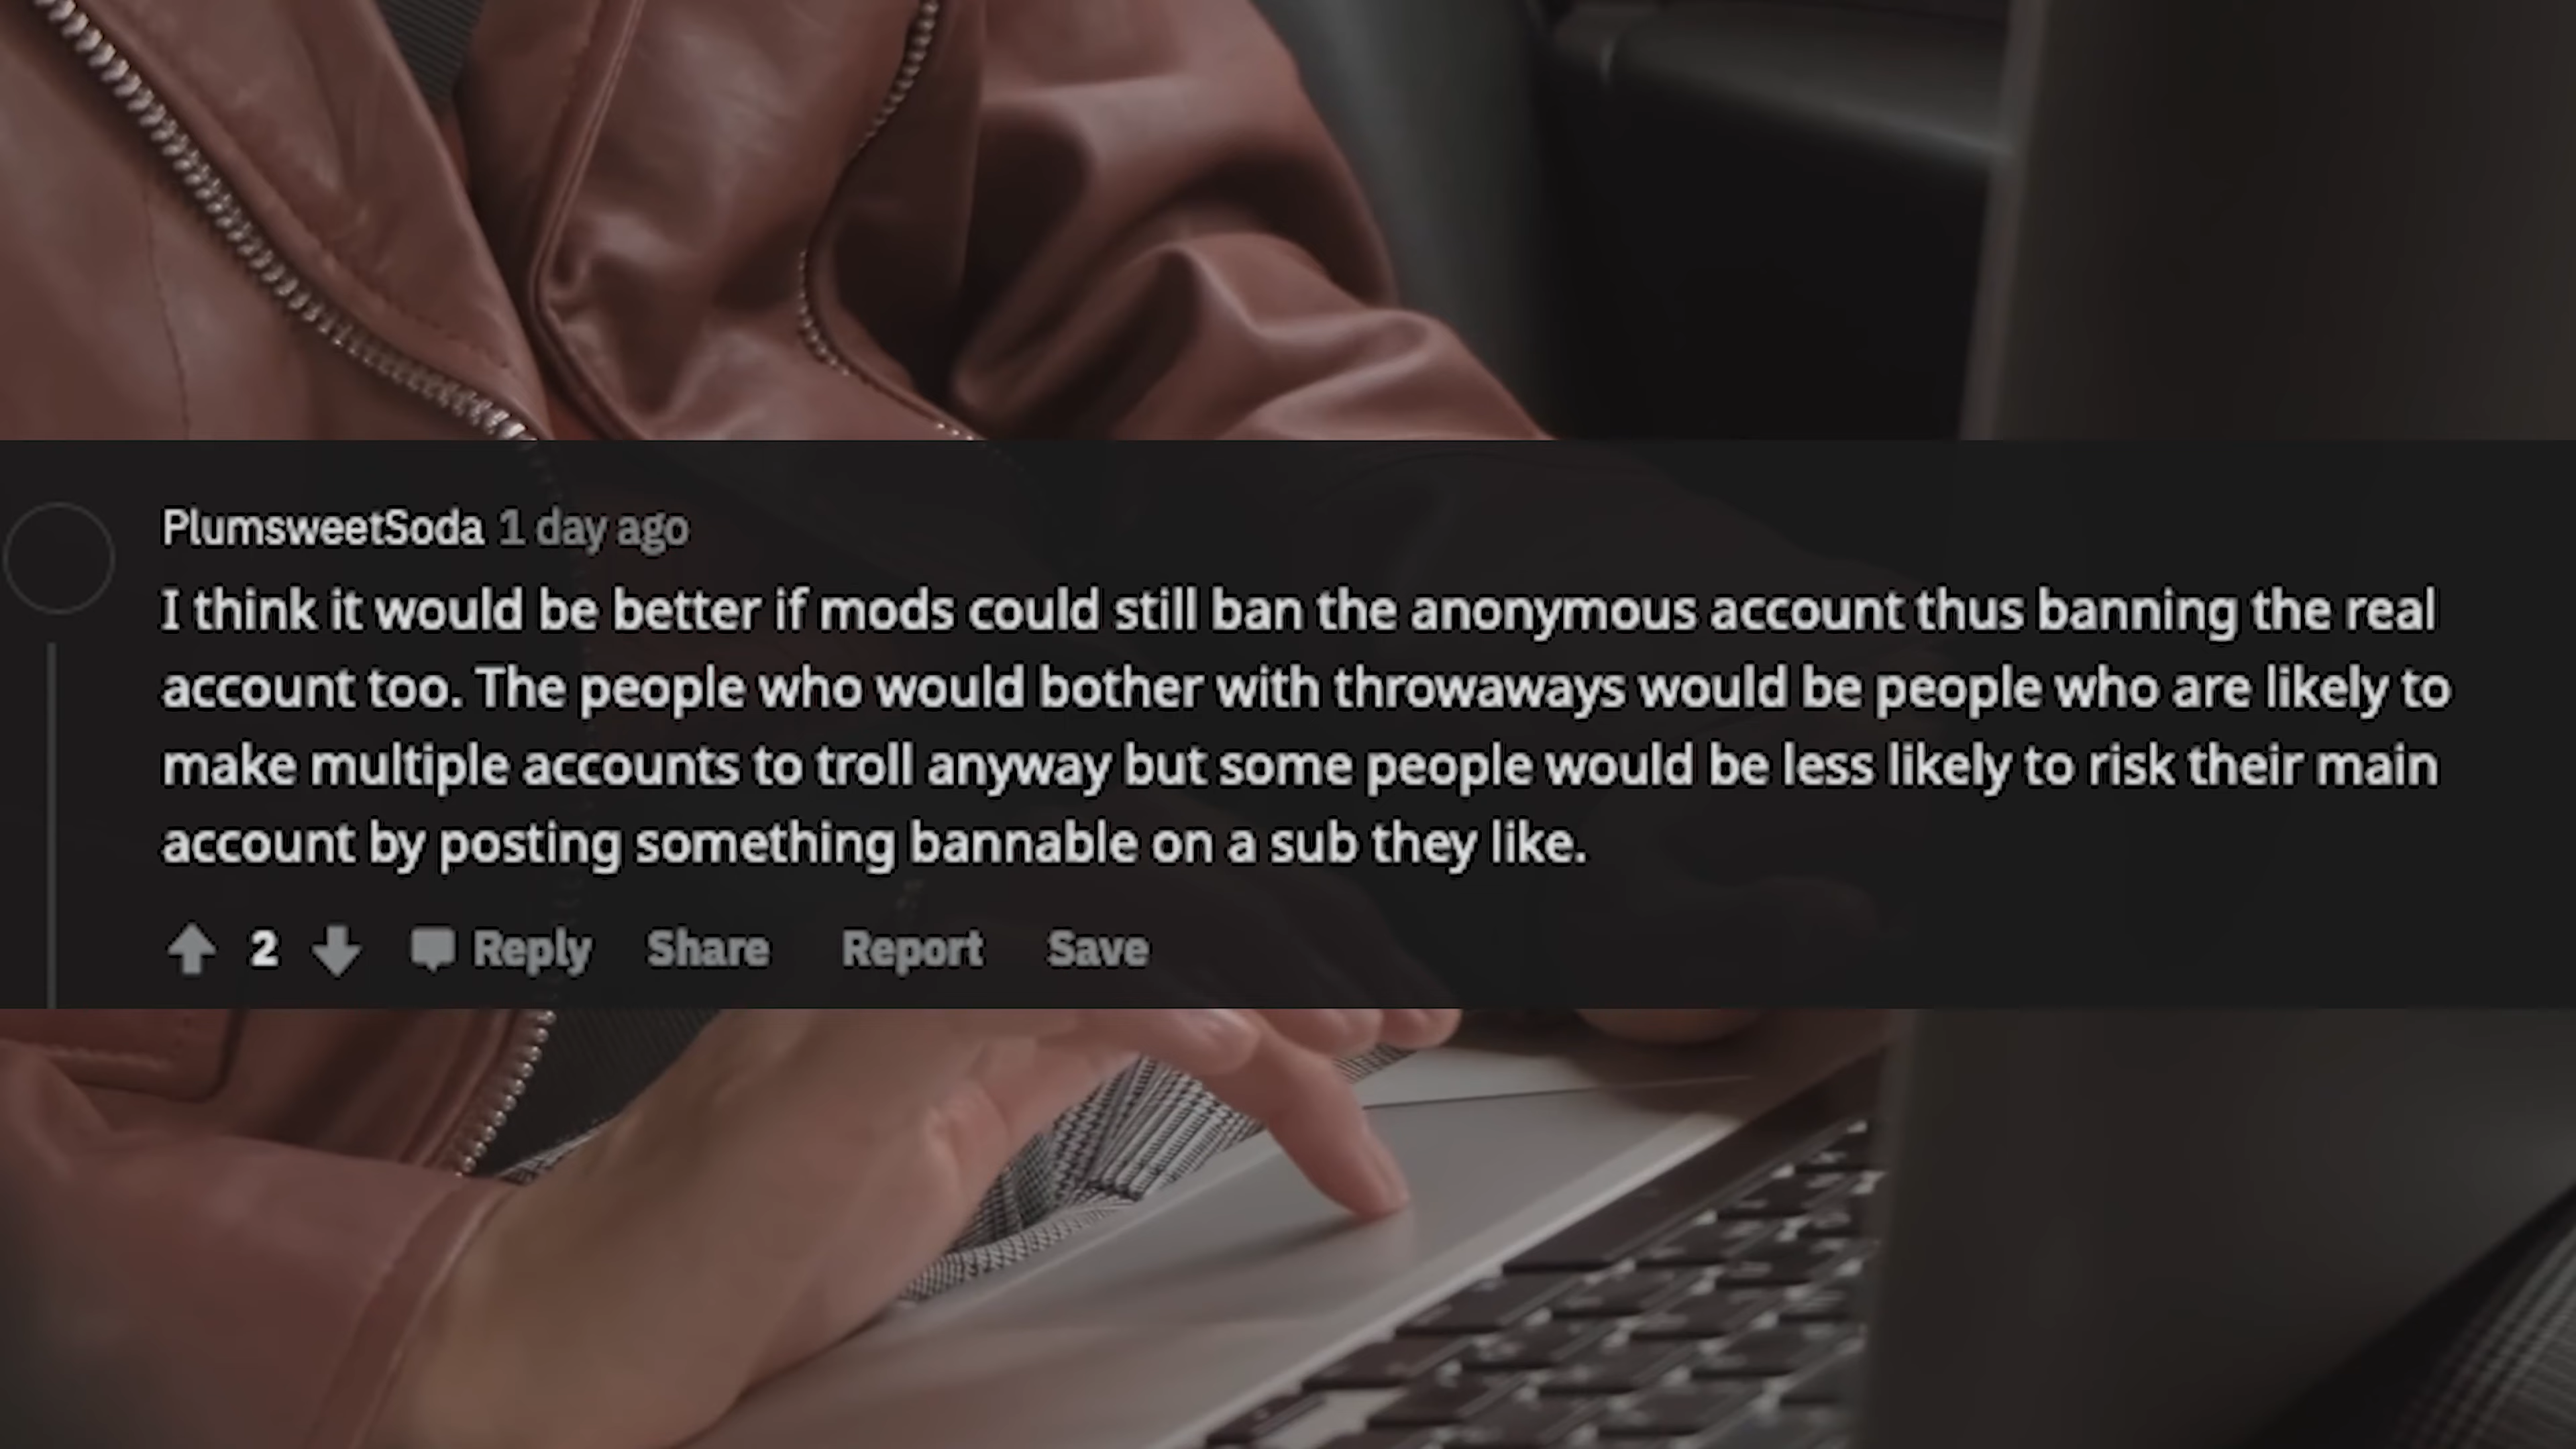 PlumsweetSoda 1 day ago
I think it would be better if mods could still ban the anonymous account thus banning the real
account too. The people who would bother with throwaways would be people who are likely to
make multiple accounts to troll anyway but some people would be less likely to risk their main
account by posting something bannable on a sub they like.
2 Reply Share Report Save